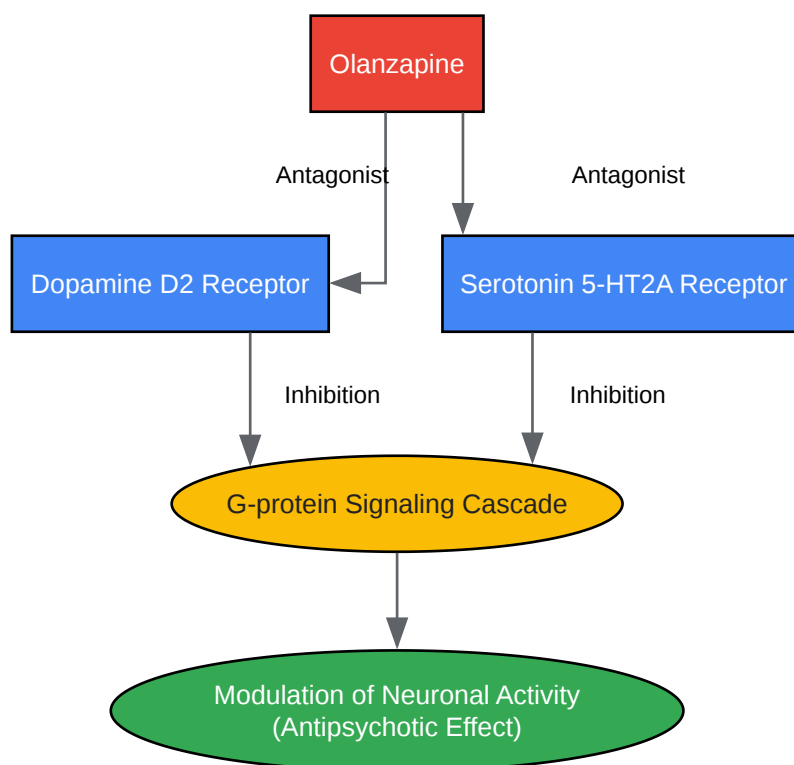 Olanzapine
Antagonist
Antagonist
Dopamine D2 Receptor
Serotonin 5-HT2A Receptor
Inhibition
Inhibition
G-protein Signaling Cascade
Modulation of Neuronal Activity
(Antipsychotic Effect)